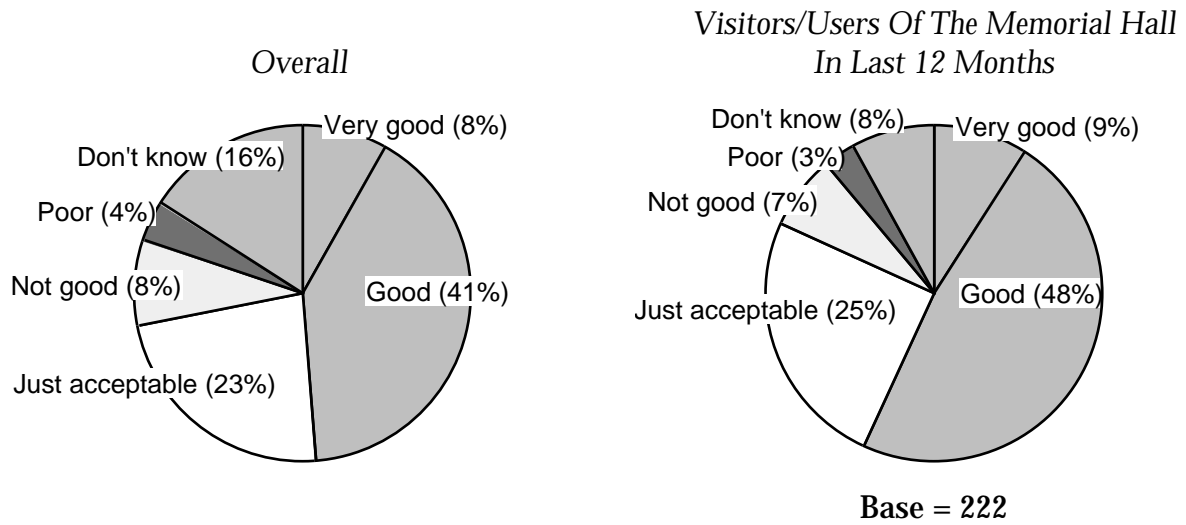 Overall
Very good (8%)
Don't know (16%)
Poor (4%)
Not good (8%)
Good (41%)
Just acceptable (23%)
Visitors/Users Of The Memorial Hall
In Last 12 Months
Don't know (8%)
Very good (9%)
Poor (3%)
Not good (7%)
Good (48%)
Just acceptable (25%)
Base = 222